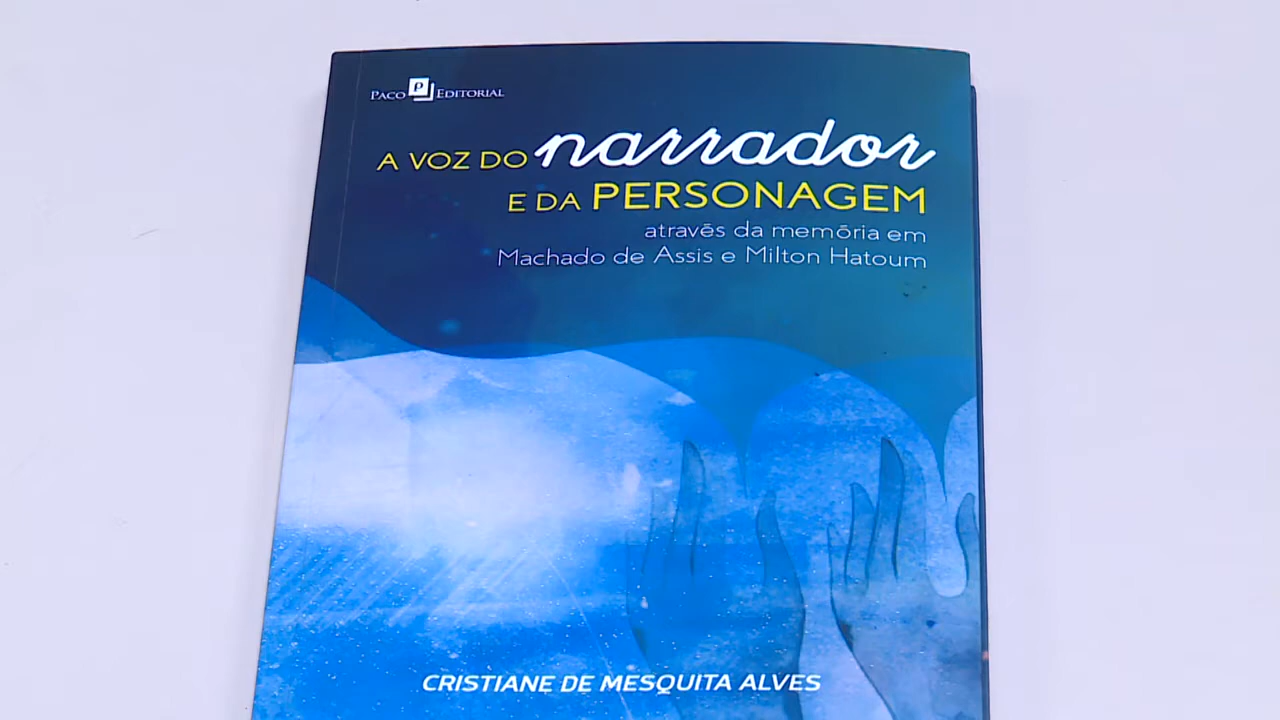 PACO P EDITORIAL
A VOZ DO narrador
E DA PERSONAGEM
através da memória em
Machado de Assis e Milton Hatoum
CRISTIANE DE MESQUITA ALVES